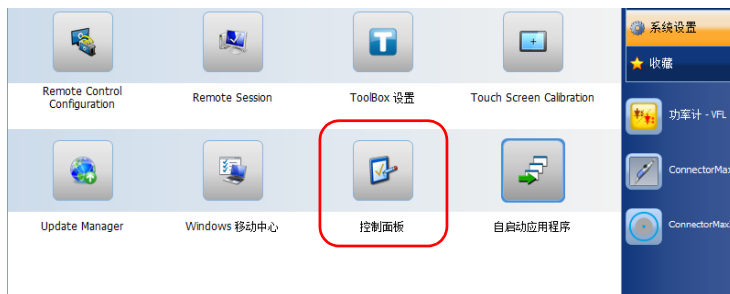 Remote Control
Configuration
Remote Session
ToolBox 设置
Touch Screen Calibration
Update Manager
Windows 移动中心
控制面板
自启动应用程序
系统设置
收藏
功率计 - VFL
ConnectorMax
ConnectorMax